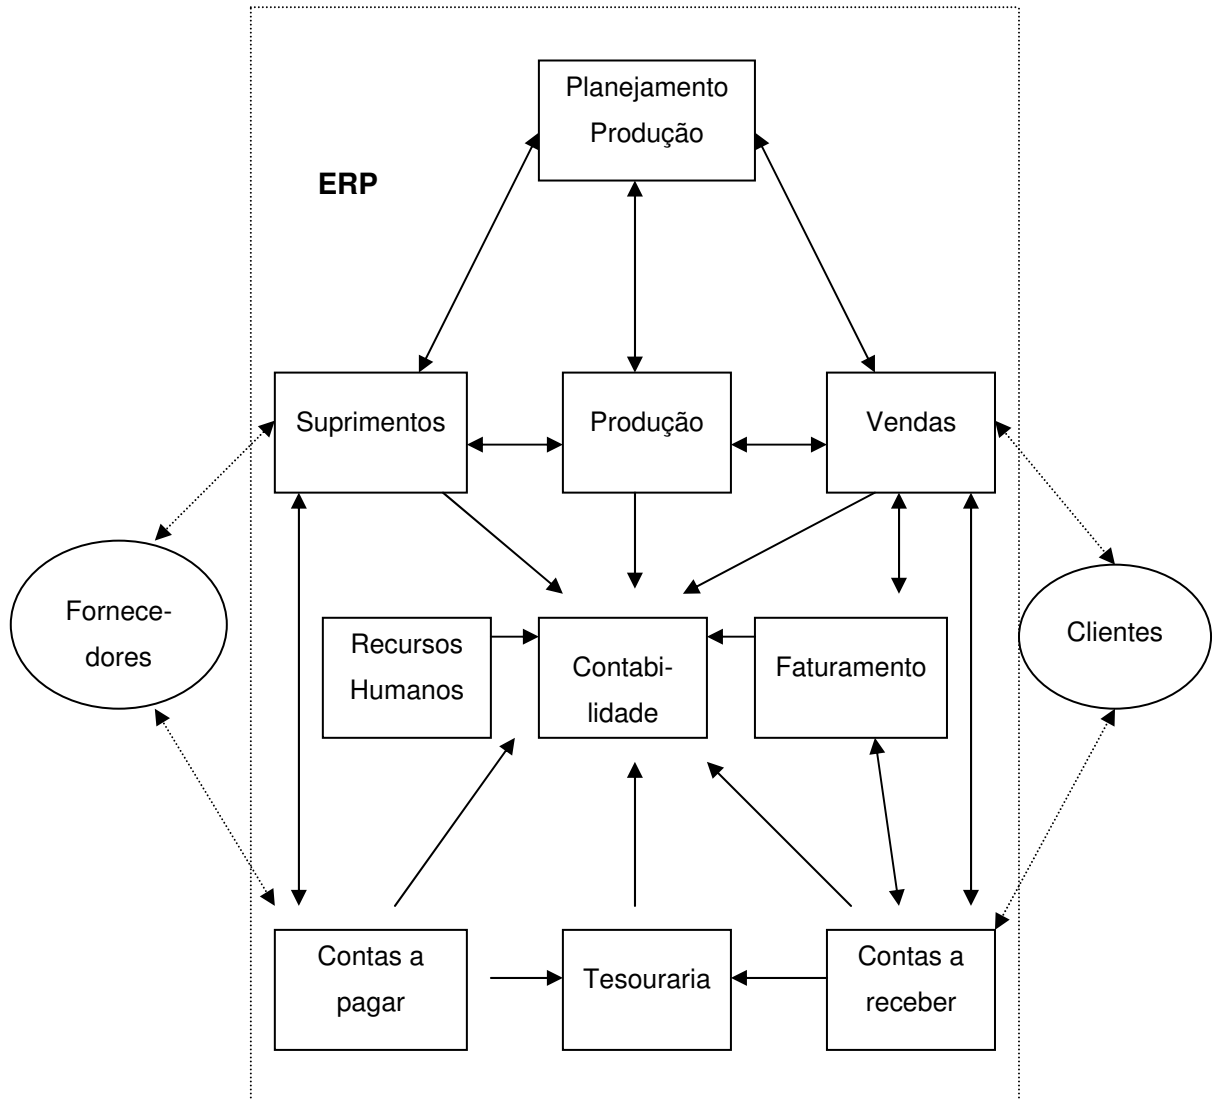 Planejamento
Produção
ERP
Suprimentos
Produção
Vendas
Fornece-
dores
Recursos
Humanos
Contabi-
lidade
Faturamento
Clientes
Contas a
pagar
Tesouraria
Contas a
receber